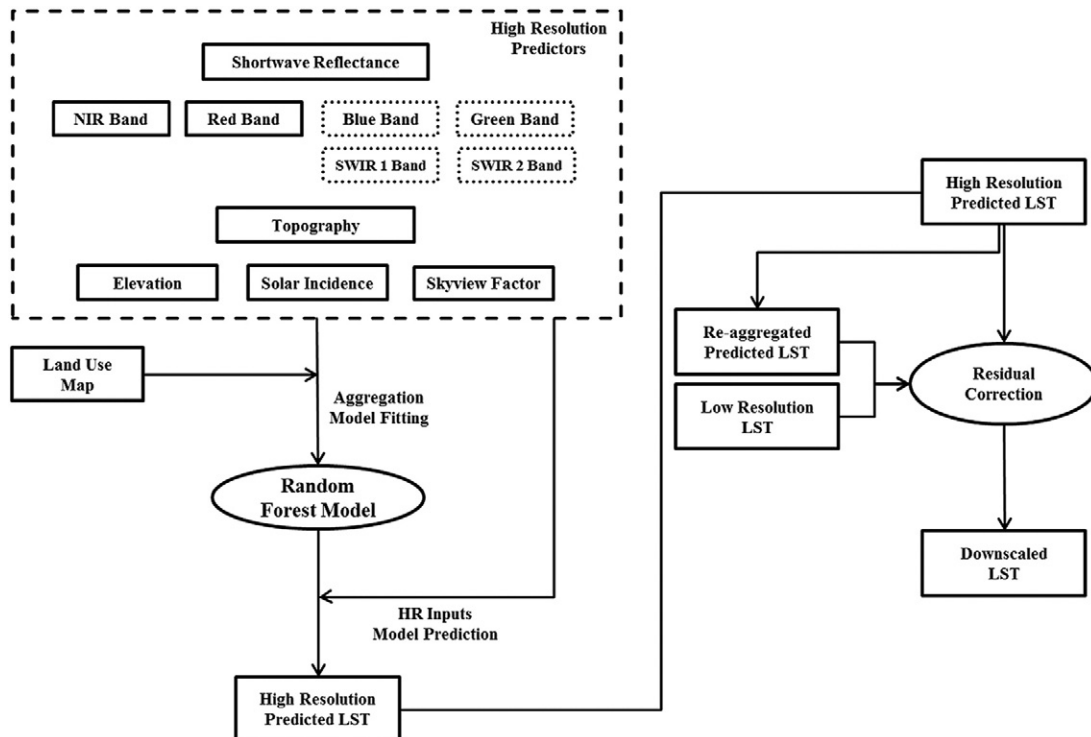 High Resolution
Predictors
Shortwave Reflectance
NIR Band
Red Band
Blue Band
Green Band
SWIR 1 Band
SWIR 2 Band
Topography
Elevation
Solar Incidence
Skyview Factor
Land Use
Map
Aggregation
Model Fitting
Random
Forest Model
HR Inputs
Model Prediction
High Resolution
Predicted LST
High Resolution
Predicted LST
Re-aggregated
Predicted LST
Low Resolution
LST
Residual
Correction
Downscaled
LST